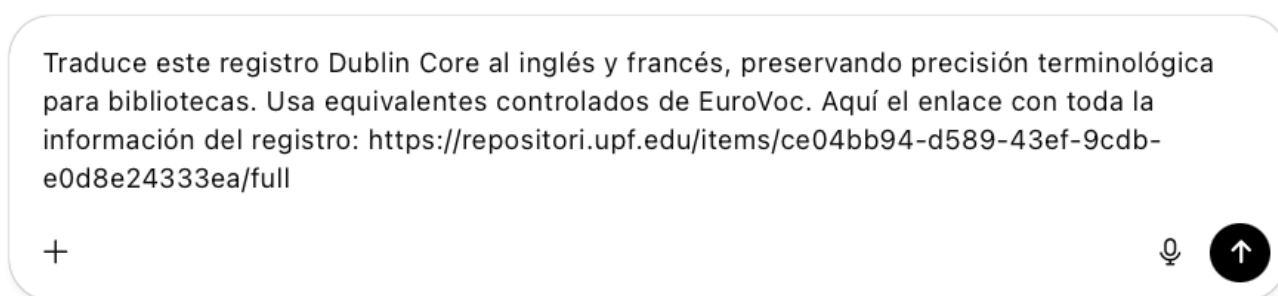 Traduce este registro Dublin Core al inglés y francés, preservando precisión terminológica
para bibliotecas. Usa equivalentes controlados de EuroVoc. Aquí el enlace con toda la
información del registro: https://repositori.upf.edu/items/ce04bb94-d589-43ef-9cdb-
e0d8e24333ea/full